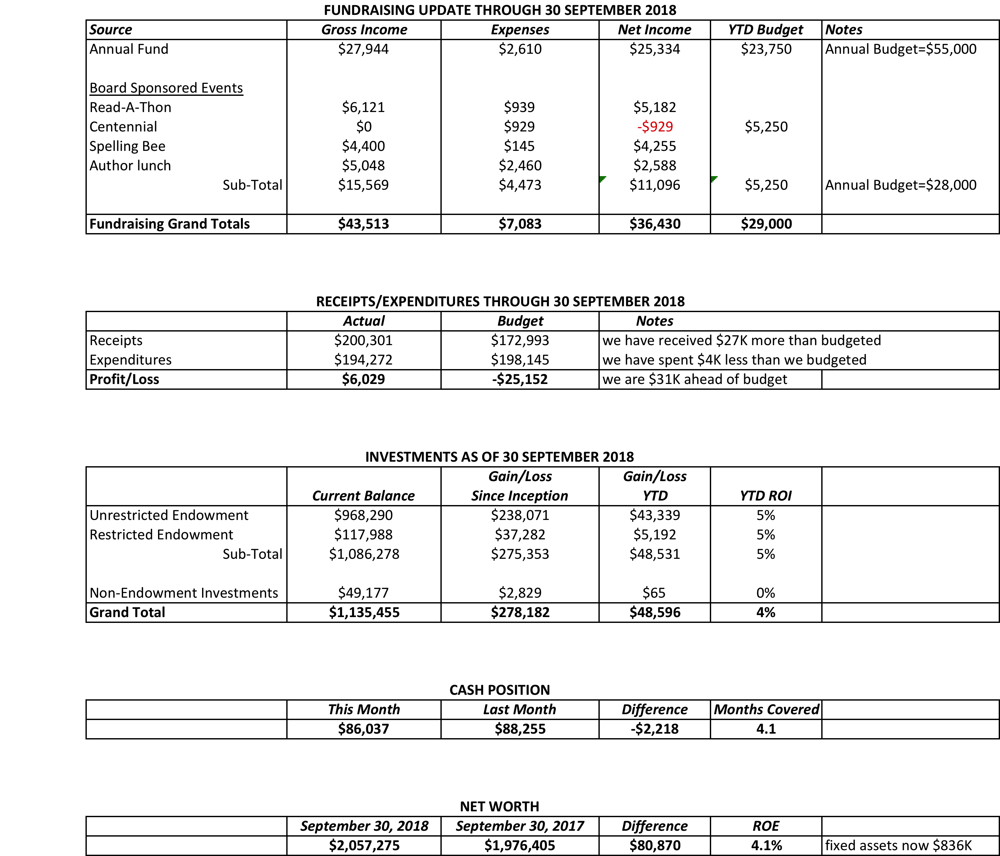 FUNDRAISING UPDATE THROUGH 30 SEPTEMBER 2018
Source Gross Income Expenses Net Income YTD Budget Notes
Annual Fund $27,944 $2,610 $25,334 $23,750 Annual Budget=$55,000
Board Sponsored Events
Read-A-Thon $6,121 $939 $5,182
Centennial $0 $929 -$929 $5,250
Spelling Bee $4,400 $145 $4,255
Author lunch $5,048 $2,460 $2,588
Sub-Total $15,569 $4,473 $11,096 $5,250 Annual Budget=$28,000
Fundraising Grand Totals $43,513 $7,083 $36,430 $29,000
RECEIPTS/EXPENDITURES THROUGH 30 SEPTEMBER 2018
Actual Budget Notes
Receipts $200,301 $172,993 we have received $27K more than budgeted
Expenditures $194,272 $198,145 we have spent $4K less than we budgeted
Profit/Loss $6,029 -$25,152 we are $31K ahead of budget
INVESTMENTS AS OF 30 SEPTEMBER 2018
Gain/Loss Gain/Loss
Current Balance Since Inception YTD YTD ROI
Unrestricted Endowment $968,290 $238,071 $43,339 5%
Restricted Endowment $117,988 $37,282 $5,192 5%
Sub-Total $1,086,278 $275,353 $48,531 5%
Non-Endowment Investments $49,177 $2,829 $65 0%
Grand Total $1,135,455 $278,182 $48,596 4%
CASH POSITION
This Month Last Month Difference Months Covered
$86,037 $88,255 -$2,218 4.1
NET WORTH
September 30, 2018 September 30, 2017 Difference ROE
$2,057,275 $1,976,405 $80,870 4.1% fixed assets now $836K